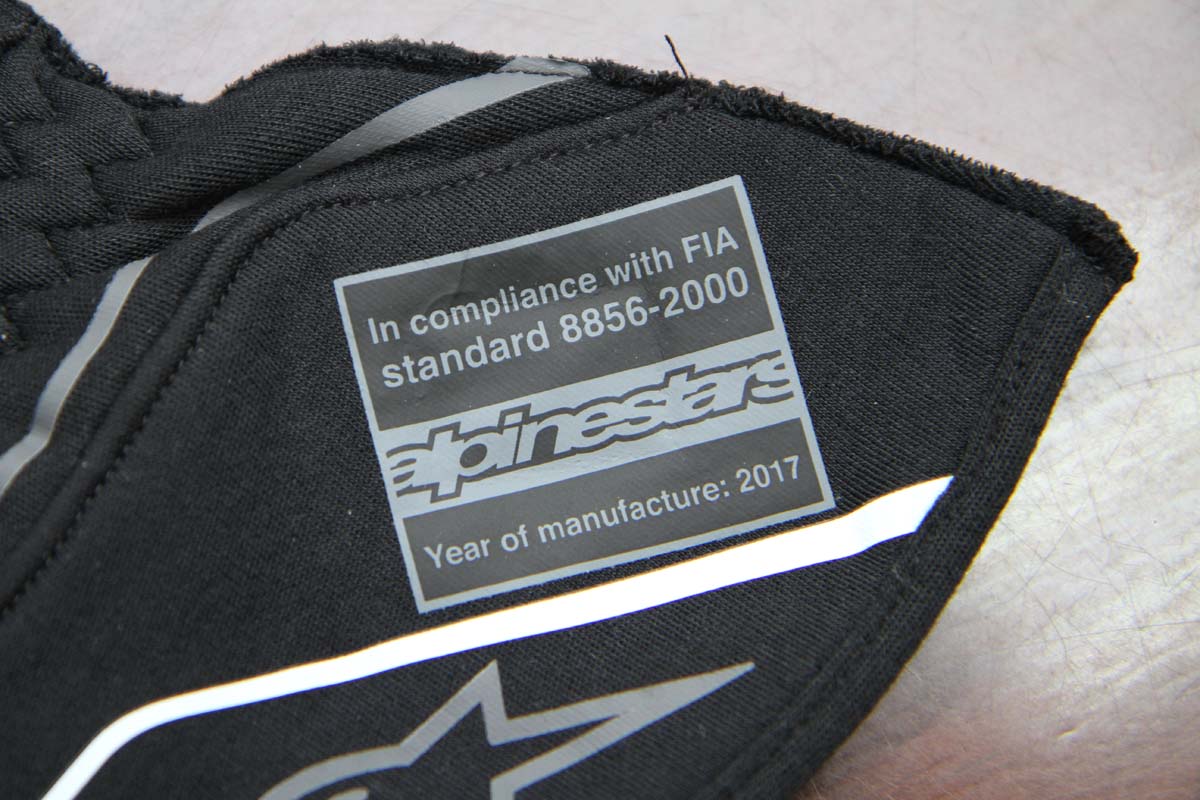 In compliance with FIA
standard 8856-2000
alpinestars
Year of manufacture: 2017